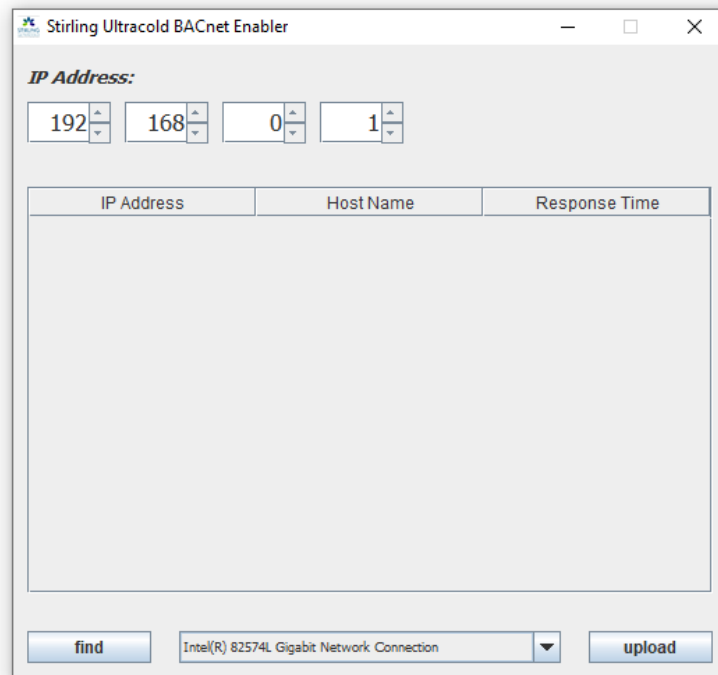 Stirling Ultracold BACnet Enabler
IP Address:
192 168 0 1
IP Address Host Name Response Time
find Intel(R) 82574L Gigabit Network Connection upload